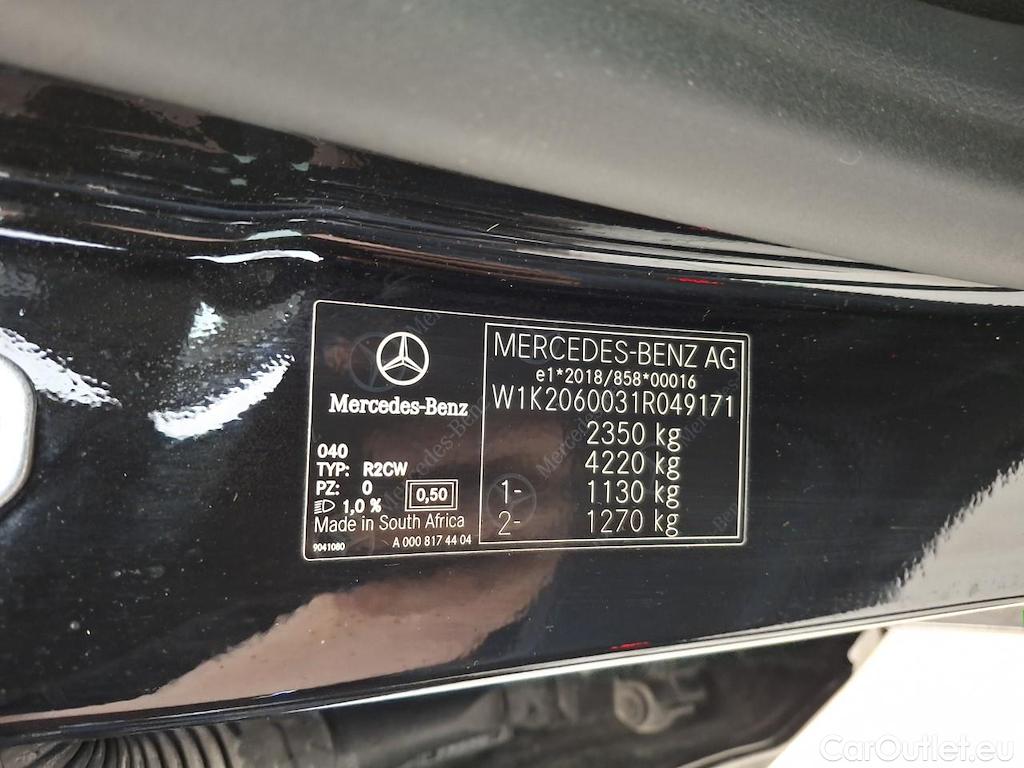 Mercedes-Benz
040
TYP: R2CW
PZ: 0
1,0 % 0,50
Made in South Africa
9041080 A 000 817 44 04
MERCEDES-BENZ AG
e1*2018/858*00016
W1K2060031R049171
2350 kg
4220 kg
1- 1130 kg
2- 1270 kg
CarOutlet.eu